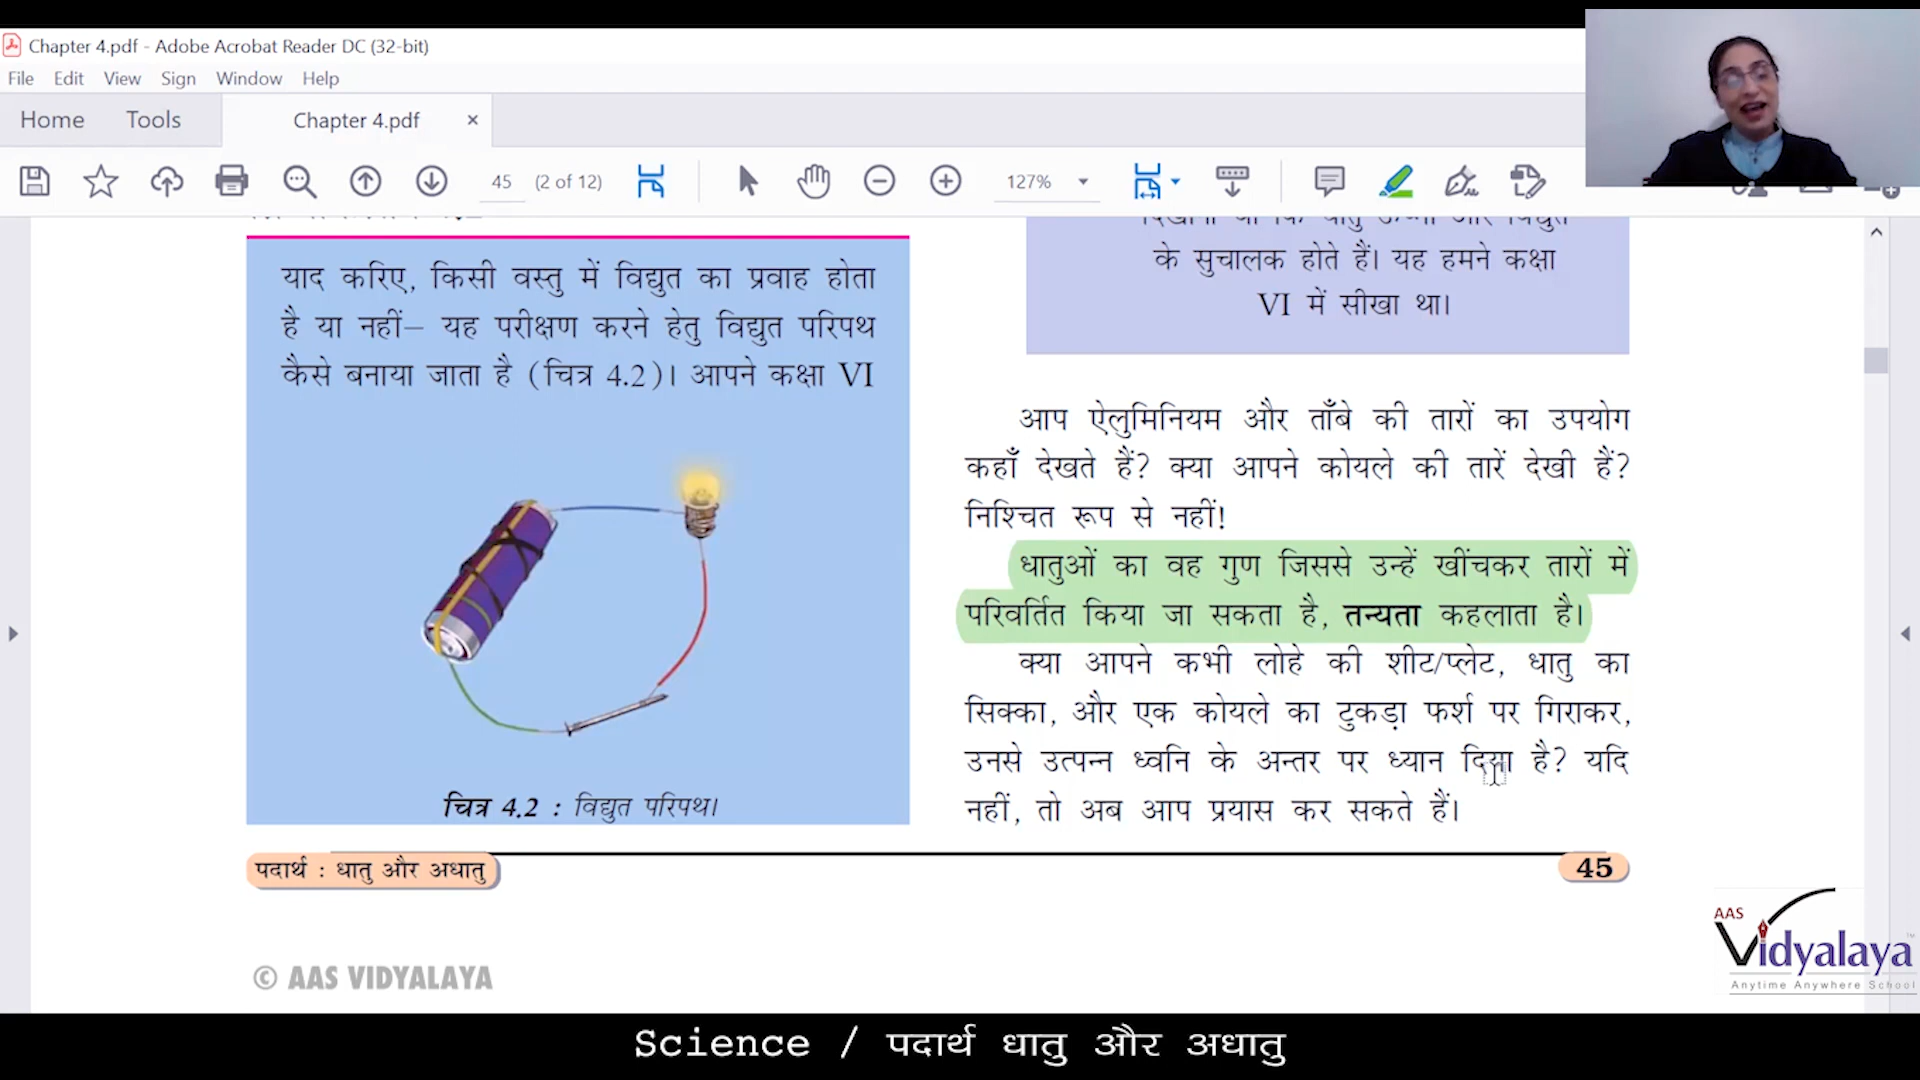 Chapter 4.pdf - Adobe Acrobat Reader DC (32-bit)
File Edit View Sign Window Help
Home Tools Chapter 4.pdf ×
45 (2 of 12) 127%
याद करिए, किसी वस्तु में विद्युत का प्रवाह होता
है या नहीं– यह परीक्षण करने हेतु विद्युत परिपथ
कैसे बनाया जाता है (चित्र 4.2)। आपने कक्षा VI
चित्र 4.2 : विद्युत परिपथ।
के सुचालक होते हैं। यह हमने कक्षा
VI में सीखा था।
आप ऐलुमिनियम और ताँबे की तारों का उपयोग
कहाँ देखते हैं? क्या आपने कोयले की तारें देखी हैं?
निश्चित रूप से नहीं!
धातुओं का वह गुण जिससे उन्हें खींचकर तारों में
परिवर्तित किया जा सकता है, तन्यता कहलाता है।
क्या आपने कभी लोहे की शीट/प्लेट, धातु का
सिक्का, और एक कोयले का टुकड़ा फर्श पर गिराकर,
उनसे उत्पन्न ध्वनि के अन्तर पर ध्यान दिया है? यदि
नहीं, तो अब आप प्रयास कर सकते हैं।
पदार्थ : धातु और अधातु
45
© AAS VIDYALAYA
AAS
Vidyalaya
Anytime Anywhere School
Science / पदार्थ धातु और अधातु